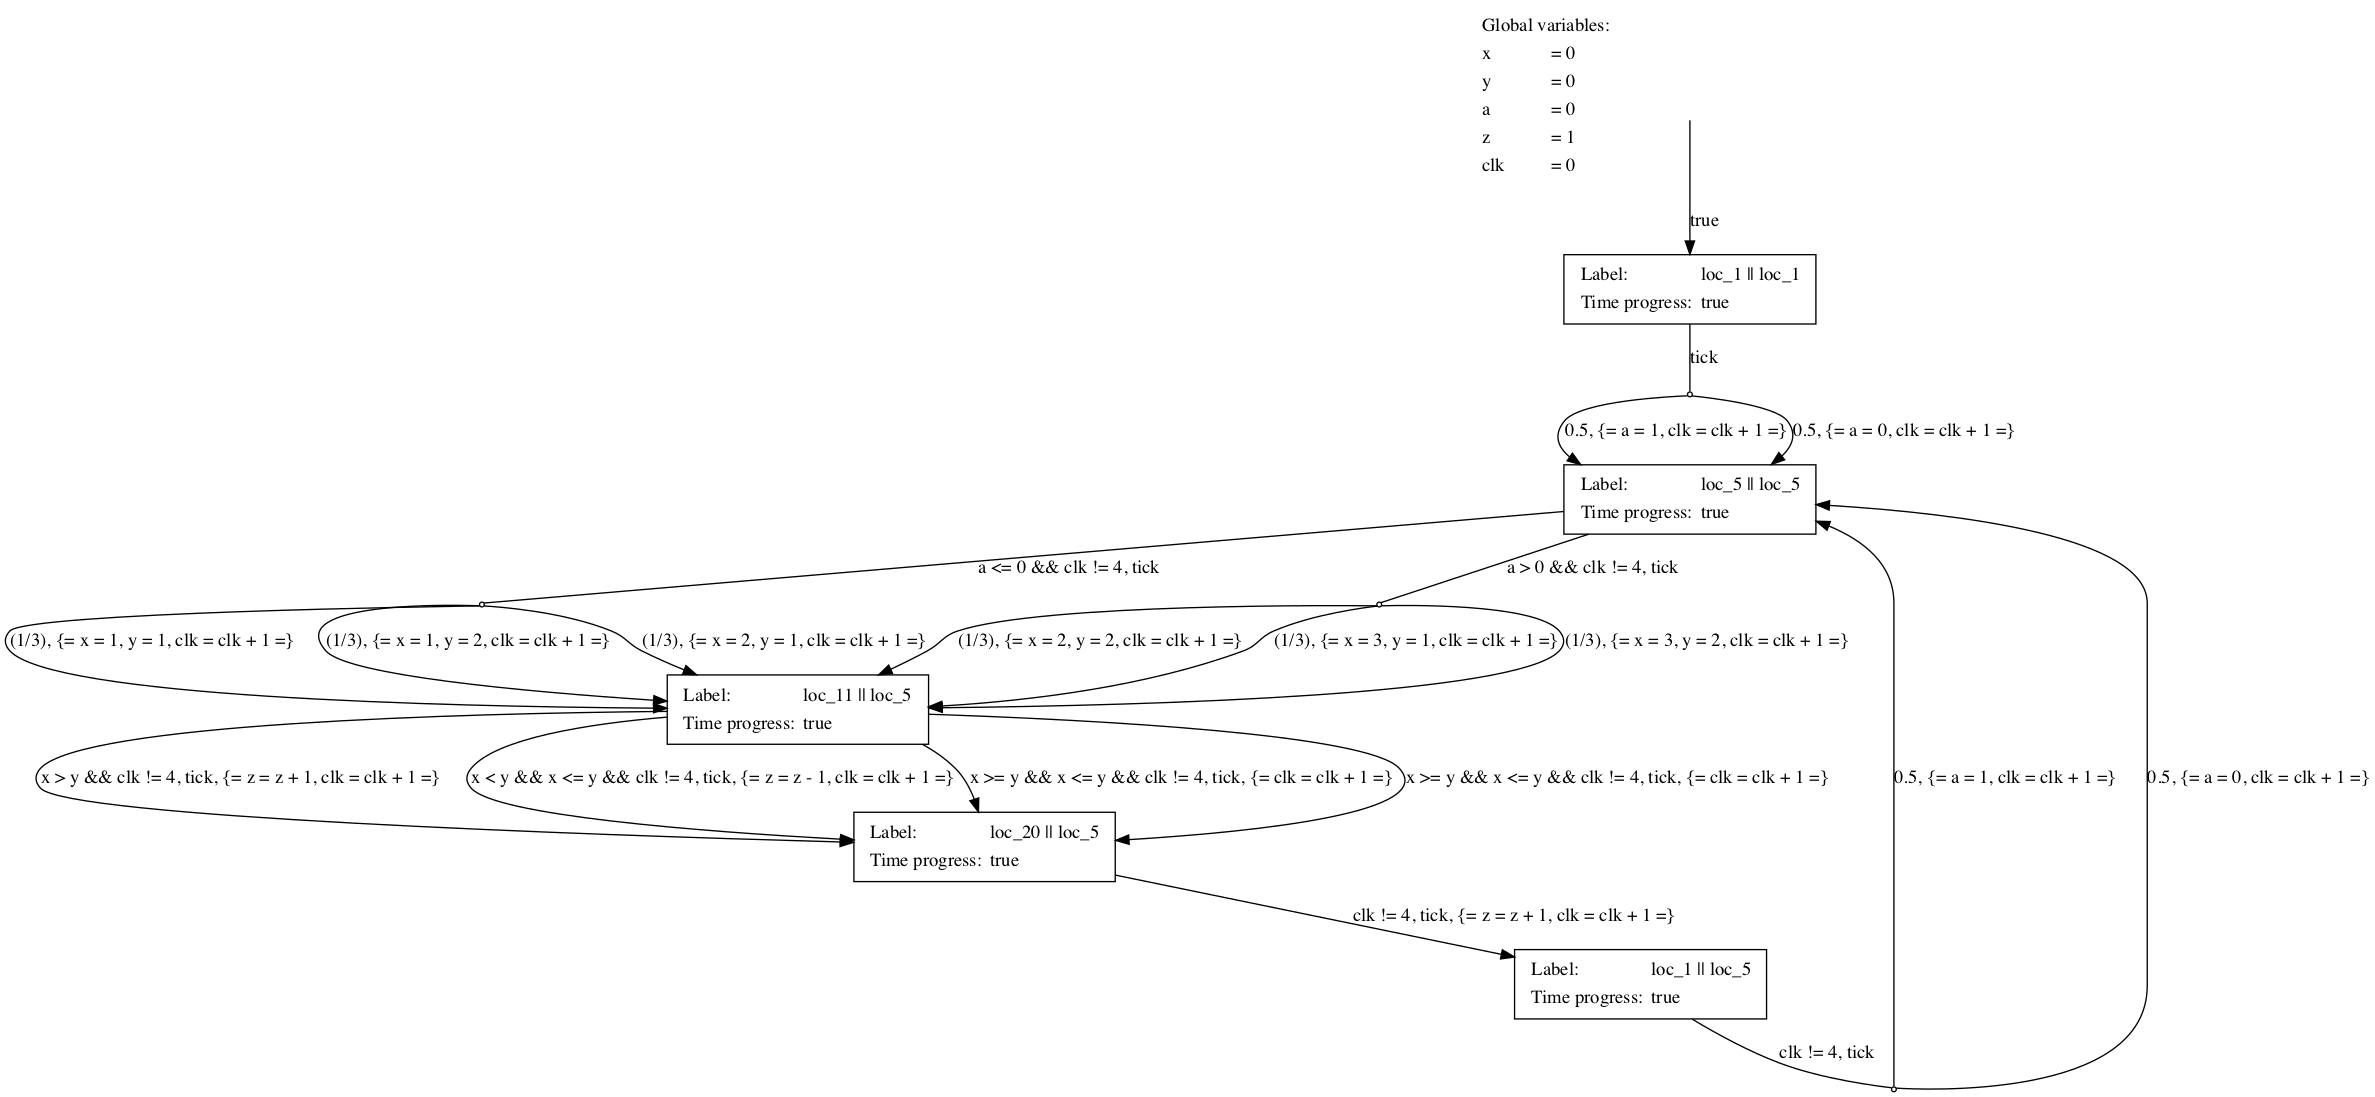 Global variables:
x = 0
y = 0
a = 0
z = 1
clk = 0
true
Label: loc_1 || loc_1
Time progress: true
tick
0.5, {= a = 1, clk = clk + 1 =}
0.5, {= a = 0, clk = clk + 1 =}
Label: loc_5 || loc_5
Time progress: true
a <= 0 && clk != 4, tick
a > 0 && clk != 4, tick
(1/3), {= x = 1, y = 1, clk = clk + 1 =}
(1/3), {= x = 1, y = 2, clk = clk + 1 =}
(1/3), {= x = 2, y = 1, clk = clk + 1 =}
(1/3), {= x = 2, y = 2, clk = clk + 1 =}
(1/3), {= x = 3, y = 1, clk = clk + 1 =}
(1/3), {= x = 3, y = 2, clk = clk + 1 =}
Label: loc_11 || loc_5
Time progress: true
x > y && clk != 4, tick, {= z = z + 1, clk = clk + 1 =}
x < y && x <= y && clk != 4, tick, {= z = z - 1, clk = clk + 1 =}
x >= y && x <= y && clk != 4, tick, {= clk = clk + 1 =}
x >= y && x <= y && clk != 4, tick, {= clk = clk + 1 =}
0.5, {= a = 1, clk = clk + 1 =}
0.5, {= a = 0, clk = clk + 1 =}
Label: loc_20 || loc_5
Time progress: true
clk != 4, tick, {= z = z + 1, clk = clk + 1 =}
Label: loc_1 || loc_5
Time progress: true
clk != 4, tick